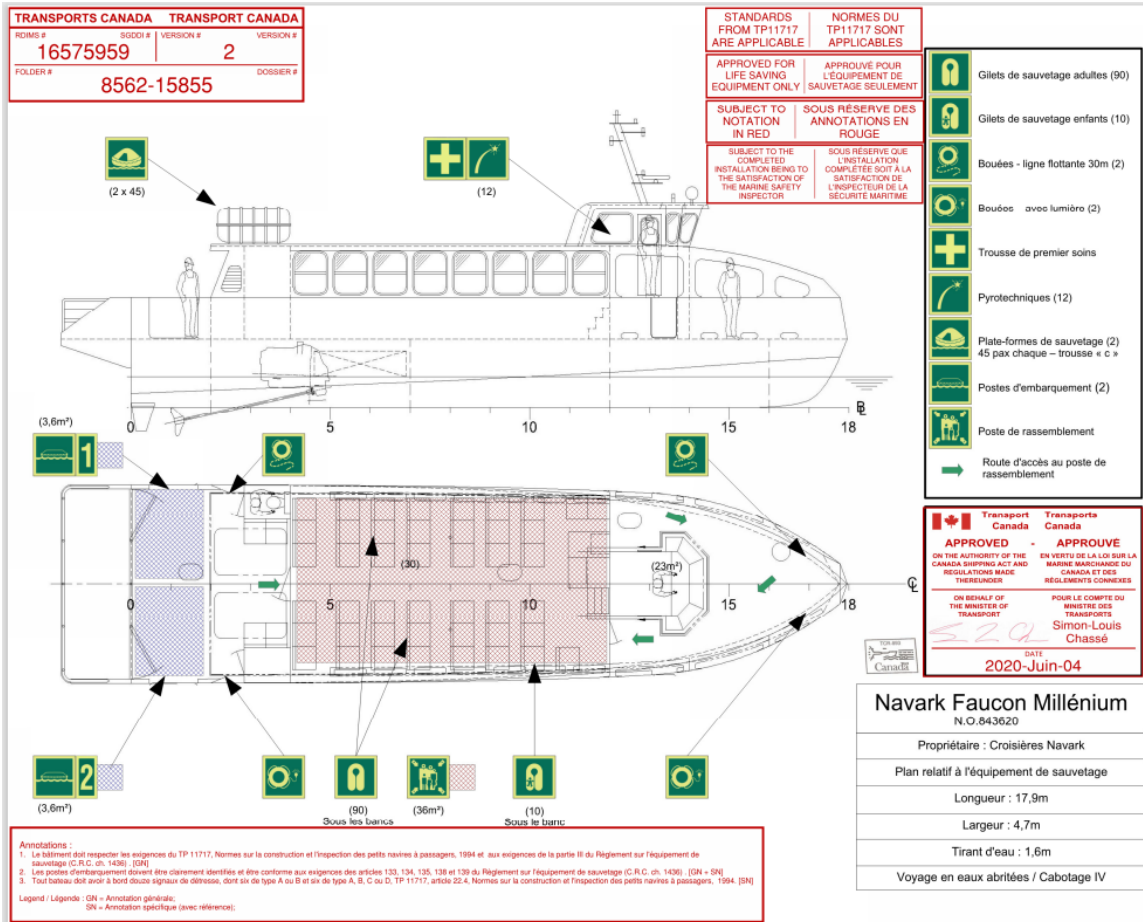 TRANSPORTS CANADA TRANSPORT CANADA
RDIMS # SGDDI # VERSION # VERSION #
16575959 2
FOLDER # DOSSIER #
8562-15855
STANDARDS FROM TP11717 ARE APPLICABLE
NORMES DU TP11717 SONT APPLICABLES
APPROVED FOR LIFE SAVING EQUIPMENT ONLY
APPROUVÉ POUR L'ÉQUIPEMENT DE SAUVETAGE SEULEMENT
SUBJECT TO NOTATION IN RED
SOUS RÉSERVE DES ANNOTATIONS EN ROUGE
SUBJECT TO THE COMPLETED INSTALLATION BEING TO THE SATISFACTION OF THE MARINE SAFETY INSPECTOR
SOUS RÉSERVE QUE L'INSTALLATION COMPLÉTÉE SOIT À LA SATISFACTION DE L'INSPECTEUR DE LA SÉCURITÉ MARITIME
Gilets de sauvetage adultes (90)
Gilets de sauvetage enfants (10)
Bouées - ligne flottante 30m (2)
Bouées avec lumière (2)
Trousse de premier soins
Pyrotechniques (12)
Plate-formes de sauvetage (2)
45 pax chaque – trousse « c »
Postes d'embarquement (2)
Poste de rassemblement
Route d'accès au poste de
rassemblement
(2 x 45)
(12)
0 5 10 15 18
(3,6m²)
1
(30)
(23m²)
0 5 10 15 18
2
(3,6m²)
(90)
Sous les bancs
(36m²)
(10)
Sous le banc
Transport Canada
Transports Canada
APPROVED - APPROUVÉ
ON THE AUTHORITY OF THE CANADA SHIPPING ACT AND REGULATIONS MADE THEREUNDER
EN VERTU DE LA LOI SUR LA MARINE MARCHANDE DU CANADA ET DES RÈGLEMENTS CONNEXES
ON BEHALF OF THE MINISTER OF TRANSPORT
POUR LE COMPTE DU MINISTRE DES TRANSPORTS
Simon-Louis
Chassé
DATE
2020-Juin-04
Canada
Navark Faucon Millénium
N.O.843620
Propriétaire : Croisières Navark
Plan relatif à l'équipement de sauvetage
Longueur : 17,9m
Largeur : 4,7m
Tirant d'eau : 1,6m
Voyage en eaux abritées / Cabotage IV
Annotations :
1. Le bâtiment doit respecter les exigences du TP 11717, Normes sur la construction et l'inspection des petits navires à passagers, 1994 et aux exigences de la partie III du Règlement sur l'équipement de
sauvetage (C.R.C. ch. 1436) . [GN]
2. Les postes d'embarquement doivent être clairement identifiés et être conforme aux exigences des articles 133, 134, 135, 138 et 139 du Règlement sur l'équipement de sauvetage (C.R.C. ch. 1436) . [GN + SN]
3. Tout bateau doit avoir à bord douze signaux de détresse, dont six de type A ou B et six de type A, B, C ou D, TP 11717, article 22.4, Normes sur la construction et l'inspection des petits navires à passagers, 1994. [SN]
Legend / Légende : GN = Annotation générale;
SN = Annotation spécifique (avec référence);